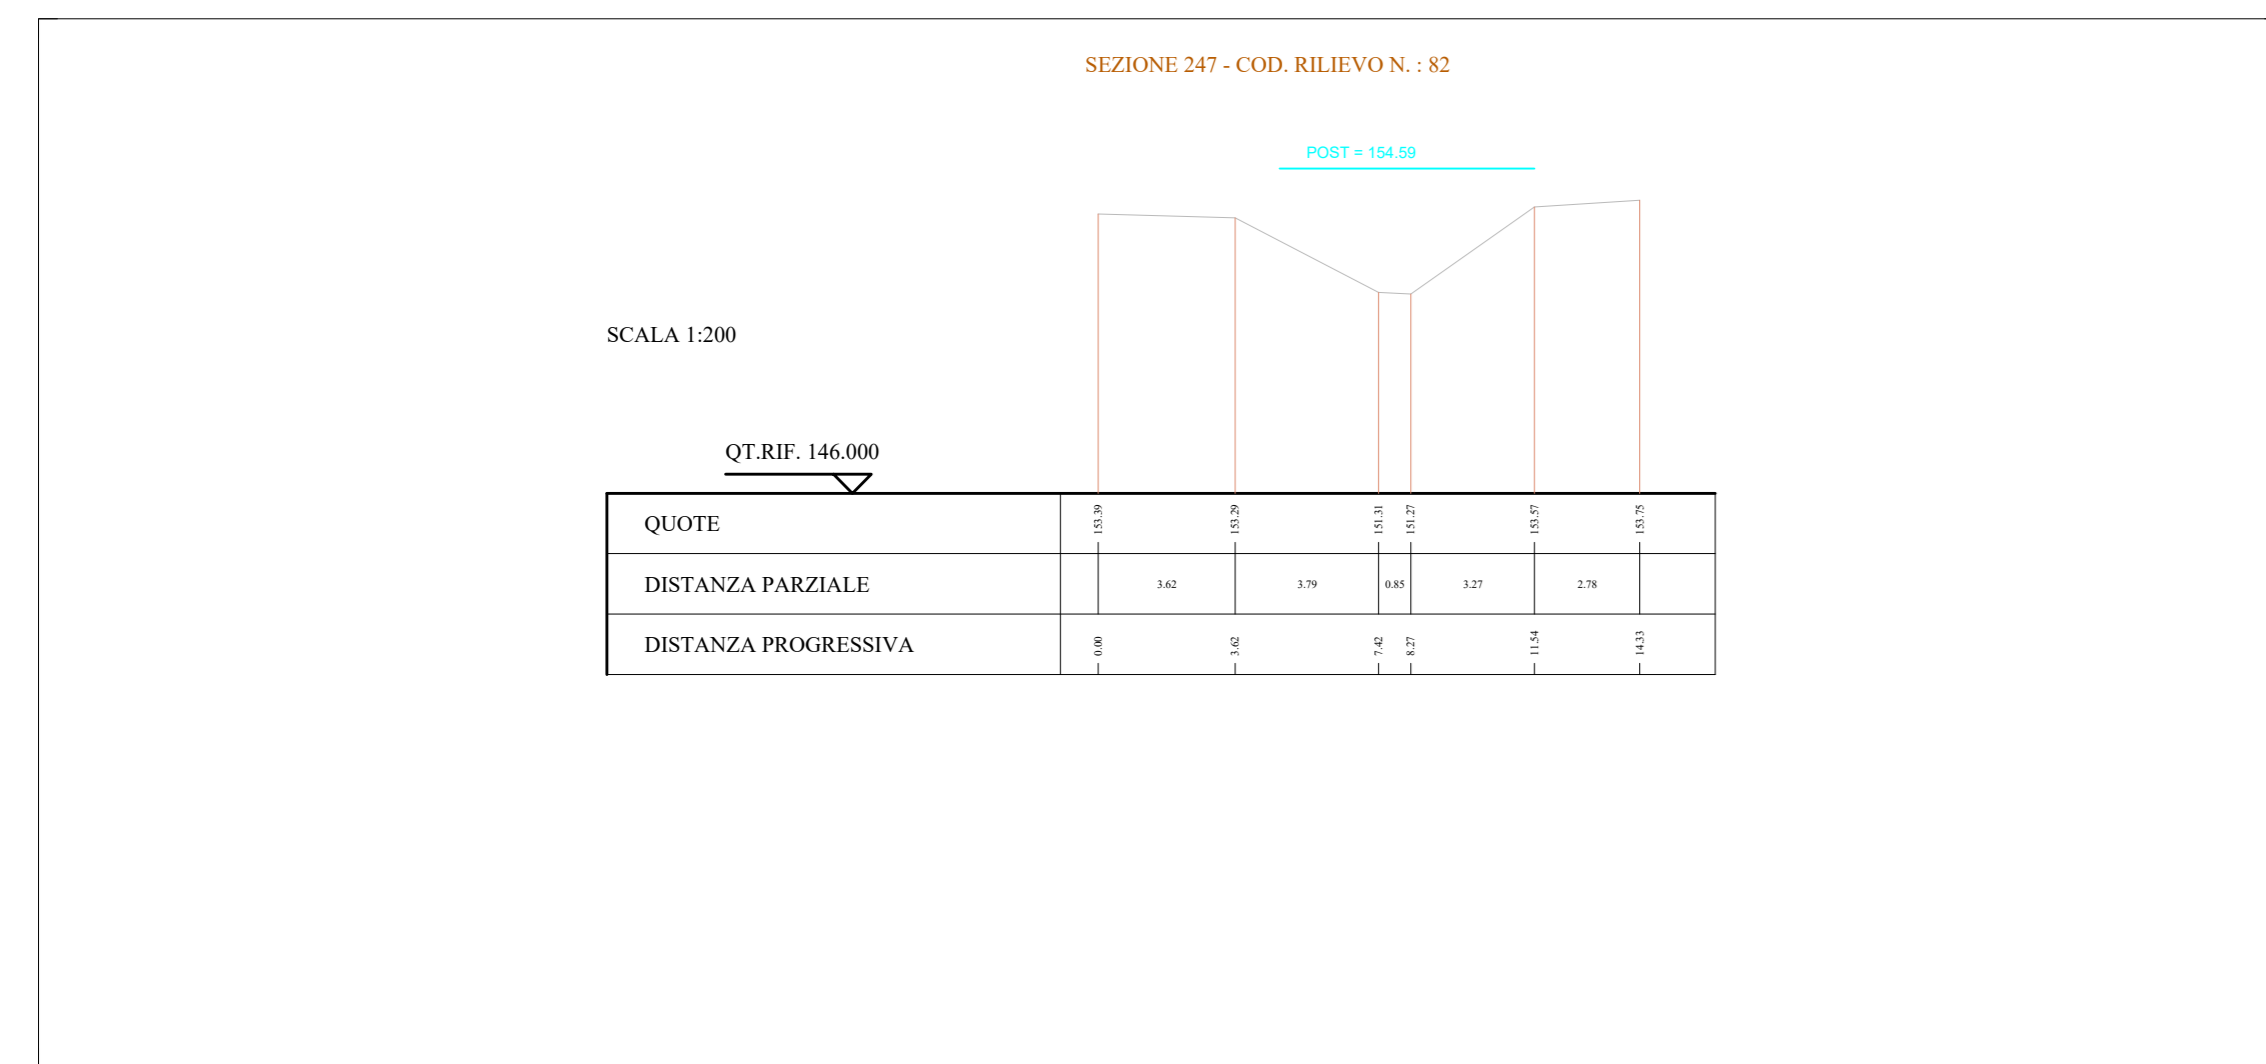 SEZIONE 247 - COD. RILIEVO N. : 82
POST = 154.59
SCALA 1:200
QT.RIF. 146.000
QUOTE 153.39 153.29 151.31 151.27 153.57 153.75
DISTANZA PARZIALE 3.62 3.79 0.85 3.27 2.78
DISTANZA PROGRESSIVA 0.00 3.62 7.42 8.27 11.54 14.33